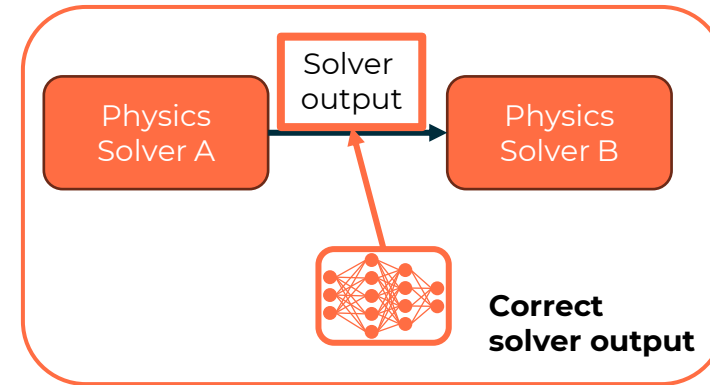 Solver
output
Physics
Solver A
Physics
Solver B
Correct
solver output